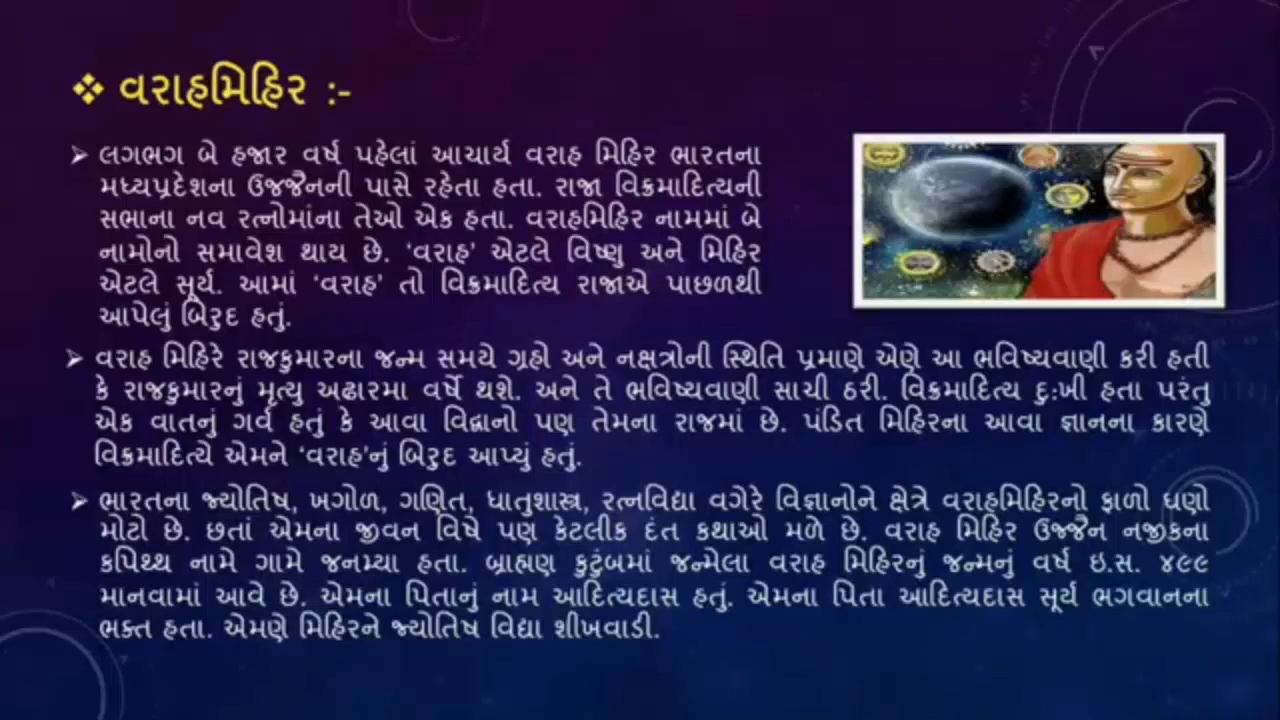 ❖ વરાહમિહિર :-
➢ લગભગ બે હજાર વર્ષ પહેલાં આચાર્ય વરાહ મિહિર ભારતના
મધ્યપ્રદેશના ઉજ્જૈનની પાસે રહેતા હતા. રાજા વિક્રમાદિત્યની
સભાના નવ રત્નોમાંના તેઓ એક હતા. વરાહમિહિર નામમાં બે
નામોનો સમાવેશ થાય છે. ‘વરાહ’ એટલે વિષ્ણુ અને મિહિર
એટલે સૂર્ય. આમાં ‘વરાહ’ તો વિક્રમાદિત્ય રાજાએ પાછળથી
આપેલું બિરુદ હતું.
➢ વરાહ મિહિરે રાજકુમારના જન્મ સમયે ગ્રહો અને નક્ષત્રોની સ્થિતિ પ્રમાણે એણે આ ભવિષ્યવાણી કરી હતી
કે રાજકુમારનું મૃત્યુ અઢારમા વર્ષે થશે. અને તે ભવિષ્યવાણી સાચી ઠરી. વિક્રમાદિત્ય દુઃખી હતા પરંતુ
એક વાતનું ગર્વ હતું કે આવા વિદ્વાનો પણ તેમના રાજમાં છે. પંડિત મિહિરના આવા જ્ઞાનના કારણે
વિક્રમાદિત્યે એમને ‘વરાહ’નું બિરુદ આપ્યું હતું.
➢ ભારતના જ્યોતિષ, ખગોળ, ગણિત, ધાતુશાસ્ત્ર, રત્નવિદ્યા વગેરે વિજ્ઞાનોને ક્ષેત્રે વરાહમિહિરનો ફાળો ઘણો
મોટો છે. છતાં એમના જીવન વિષે પણ કેટલીક દંત કથાઓ મળે છે. વરાહ મિહિર ઉજ્જૈન નજીકના
કપિથ્થ નામે ગામે જનમ્યા હતા. બ્રાહ્મણ કુટુંબમાં જન્મેલા વરાહ મિહિરનું જન્મનું વર્ષ ઇ.સ. ૪૯૯
માનવામાં આવે છે. એમના પિતાનું નામ આદિત્યદાસ હતું. એમના પિતા આદિત્યદાસ સૂર્ય ભગવાનના
ભક્ત હતા. એમણે મિહિરને જ્યોતિષ વિદ્યા શીખવાડી.